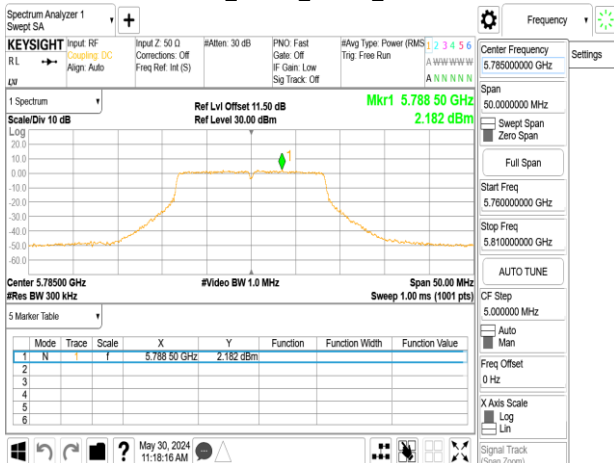 Spectrum Analyzer 1
Swept SA
+
Frequency
KEYSIGHT
RL
LXI
Input: RF
Coupling: DC
Align: Auto
Input Z: 50 Ω
Corrections: Off
Freq Ref: Int (S)
#Atten: 30 dB
PNO: Fast
Gate: Off
IF Gain: Low
Sig Track: Off
#Avg Type: Power (RMS
Trig: Free Run
1 2 3 4 5 6
A W W W W W
A N N N N N
Center Frequency
5.785000000 GHz
Settings
Span
50.0000000 MHz
Swept Span
Zero Span
Full Span
Start Freq
5.760000000 GHz
Stop Freq
5.810000000 GHz
AUTO TUNE
CF Step
5.000000 MHz
Auto
Man
Freq Offset
0 Hz
X Axis Scale
Log
Lin
Signal Track
(Span Zoom)
1 Spectrum
Scale/Div 10 dB
Ref Lvl Offset 11.50 dB
Ref Level 30.00 dBm
Mkr1 5.788 50 GHz
2.182 dBm
Log
20.0
10.0
0.00
-10.0
-20.0
-30.0
-40.0
-50.0
-60.0
1
Center 5.78500 GHz
#Res BW 300 kHz
#Video BW 1.0 MHz
Span 50.00 MHz
Sweep 1.00 ms (1001 pts)
5 Marker Table
Mode Trace Scale X Y Function Function Width Function Value
1 N 1 f 5.788 50 GHz 2.182 dBm
2
3
4
5
6
?
May 30, 2024
11:18:16 AM